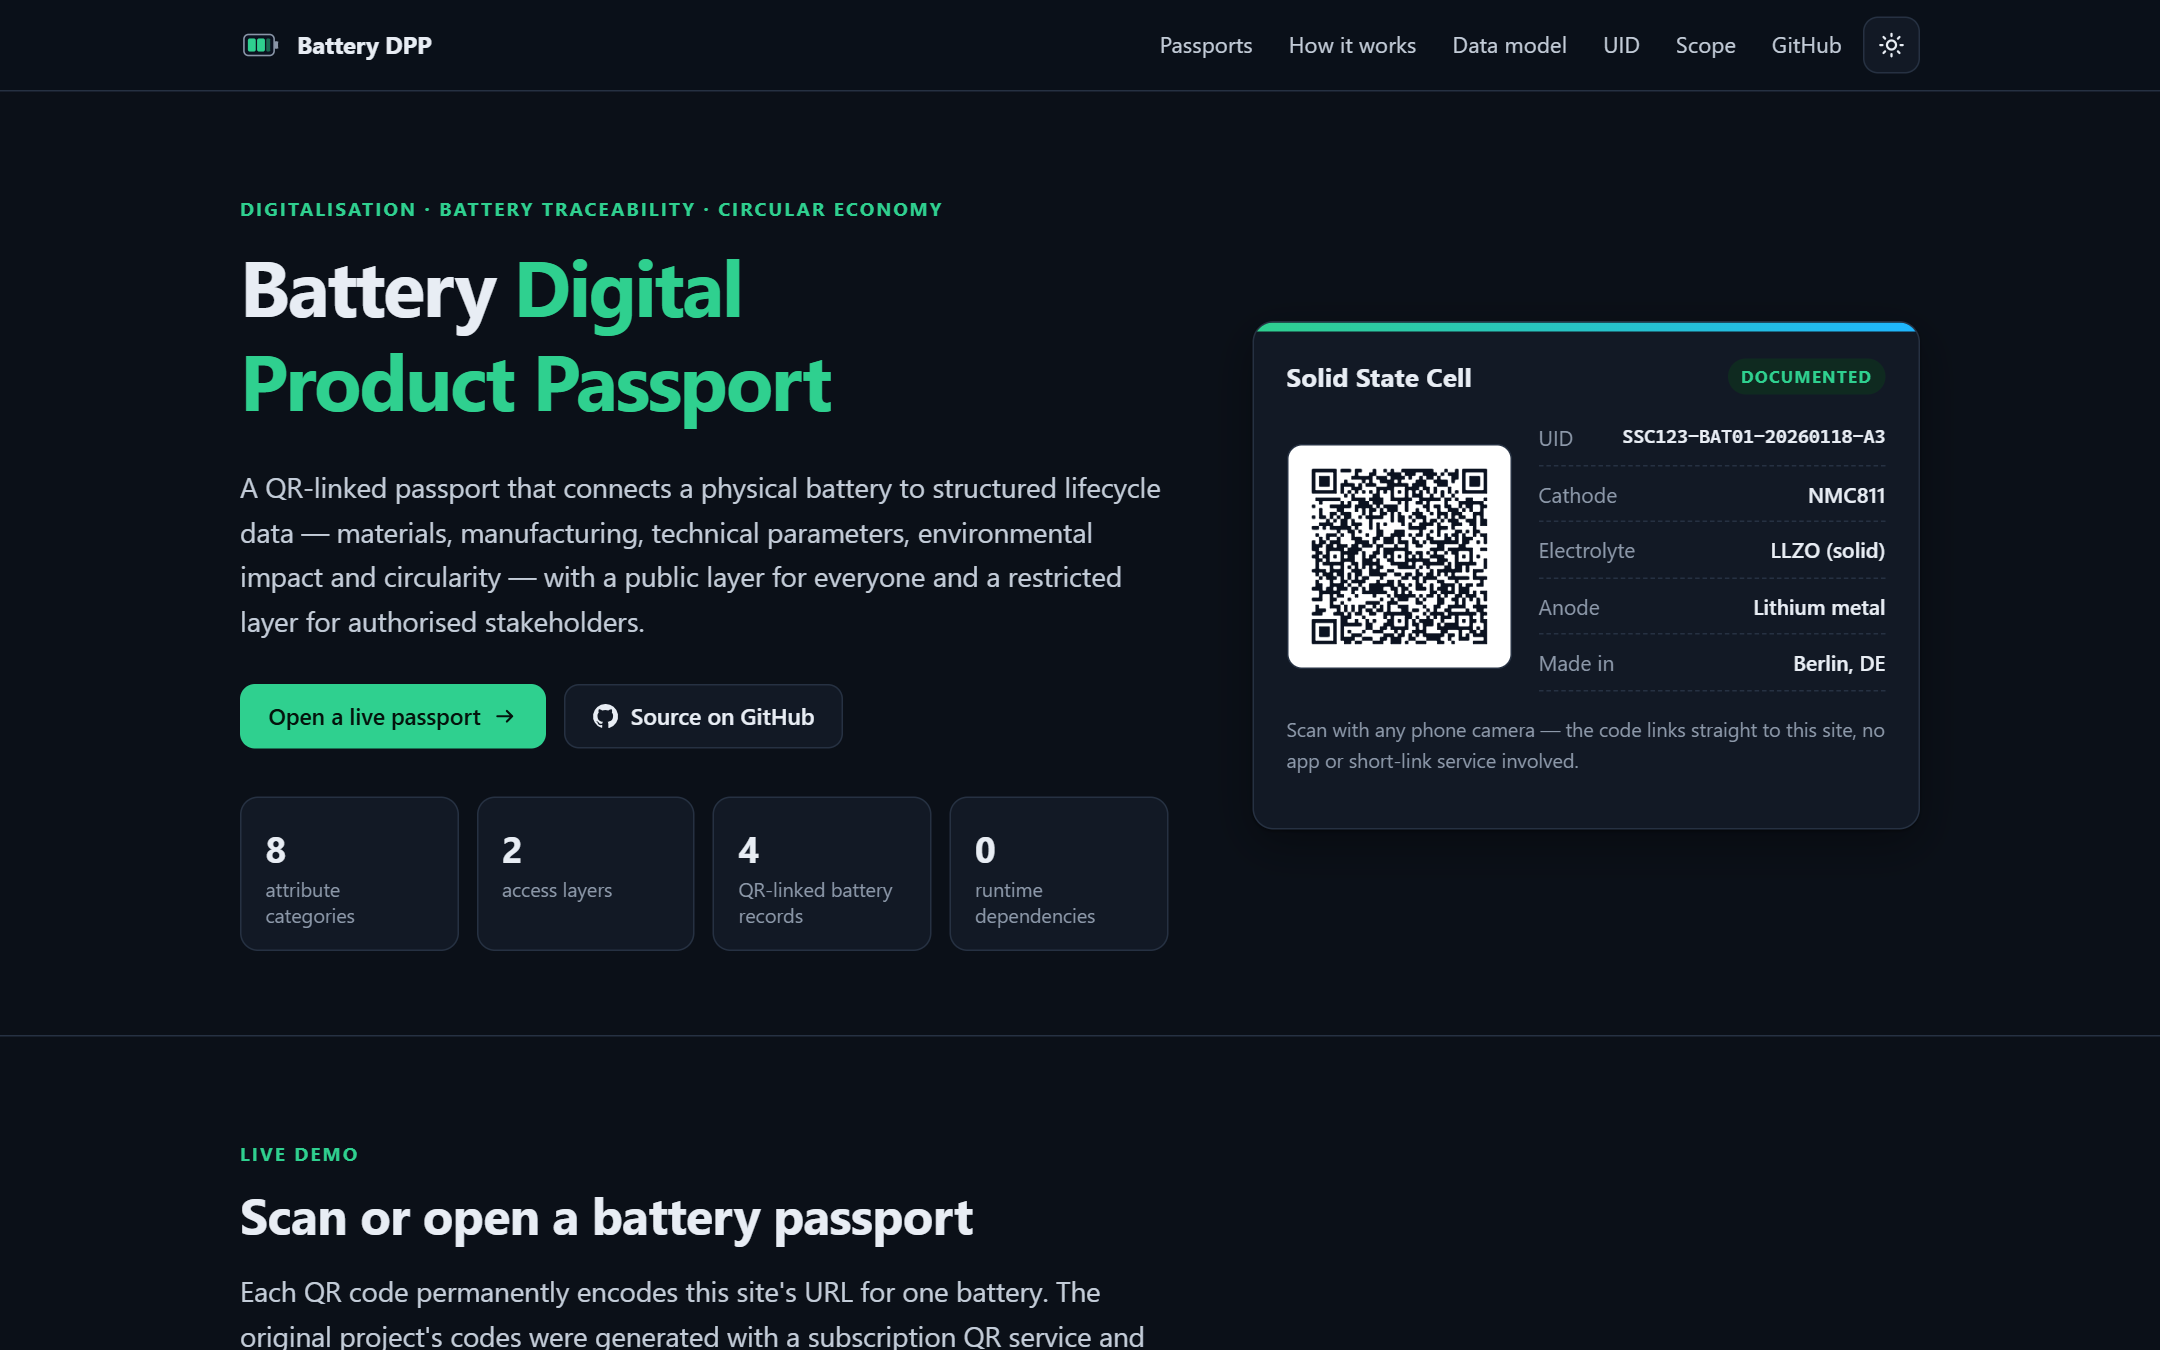 Battery DPP
Passports
How it works
Data model
UID
Scope
GitHub
DIGITALISATION · BATTERY TRACEABILITY · CIRCULAR ECONOMY
Battery Digital
Product Passport
A QR-linked passport that connects a physical battery to structured lifecycle
data — materials, manufacturing, technical parameters, environmental
impact and circularity — with a public layer for everyone and a restricted
layer for authorised stakeholders.
Open a live passport →
Source on GitHub
8
attribute
categories
2
access layers
4
QR-linked battery
records
0
runtime
dependencies
Solid State Cell
DOCUMENTED
UID SSC123-BAT01-20260118-A3
Cathode NMC811
Electrolyte LLZO (solid)
Anode Lithium metal
Made in Berlin, DE
Scan with any phone camera — the code links straight to this site, no
app or short-link service involved.
LIVE DEMO
Scan or open a battery passport
Each QR code permanently encodes this site's URL for one battery. The
original project's codes were generated with a subscription QR service and